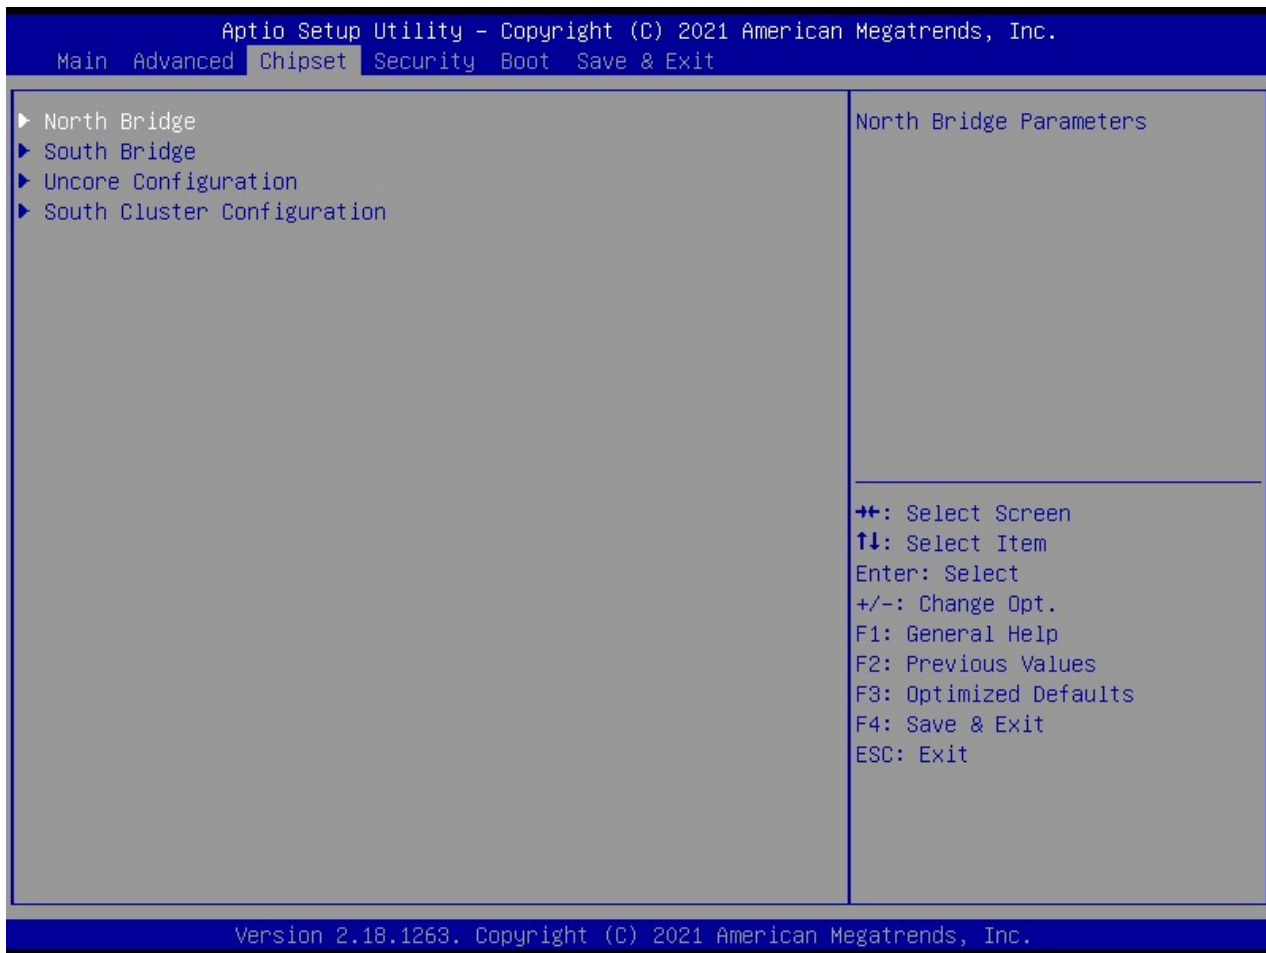 Aptio Setup Utility – Copyright (C) 2021 American Megatrends, Inc.
Main Advanced Chipset Security Boot Save & Exit
North Bridge
South Bridge
Uncore Configuration
South Cluster Configuration
North Bridge Parameters
→←: Select Screen
↑↓: Select Item
Enter: Select
+/-: Change Opt.
F1: General Help
F2: Previous Values
F3: Optimized Defaults
F4: Save & Exit
ESC: Exit
Version 2.18.1263. Copyright (C) 2021 American Megatrends, Inc.